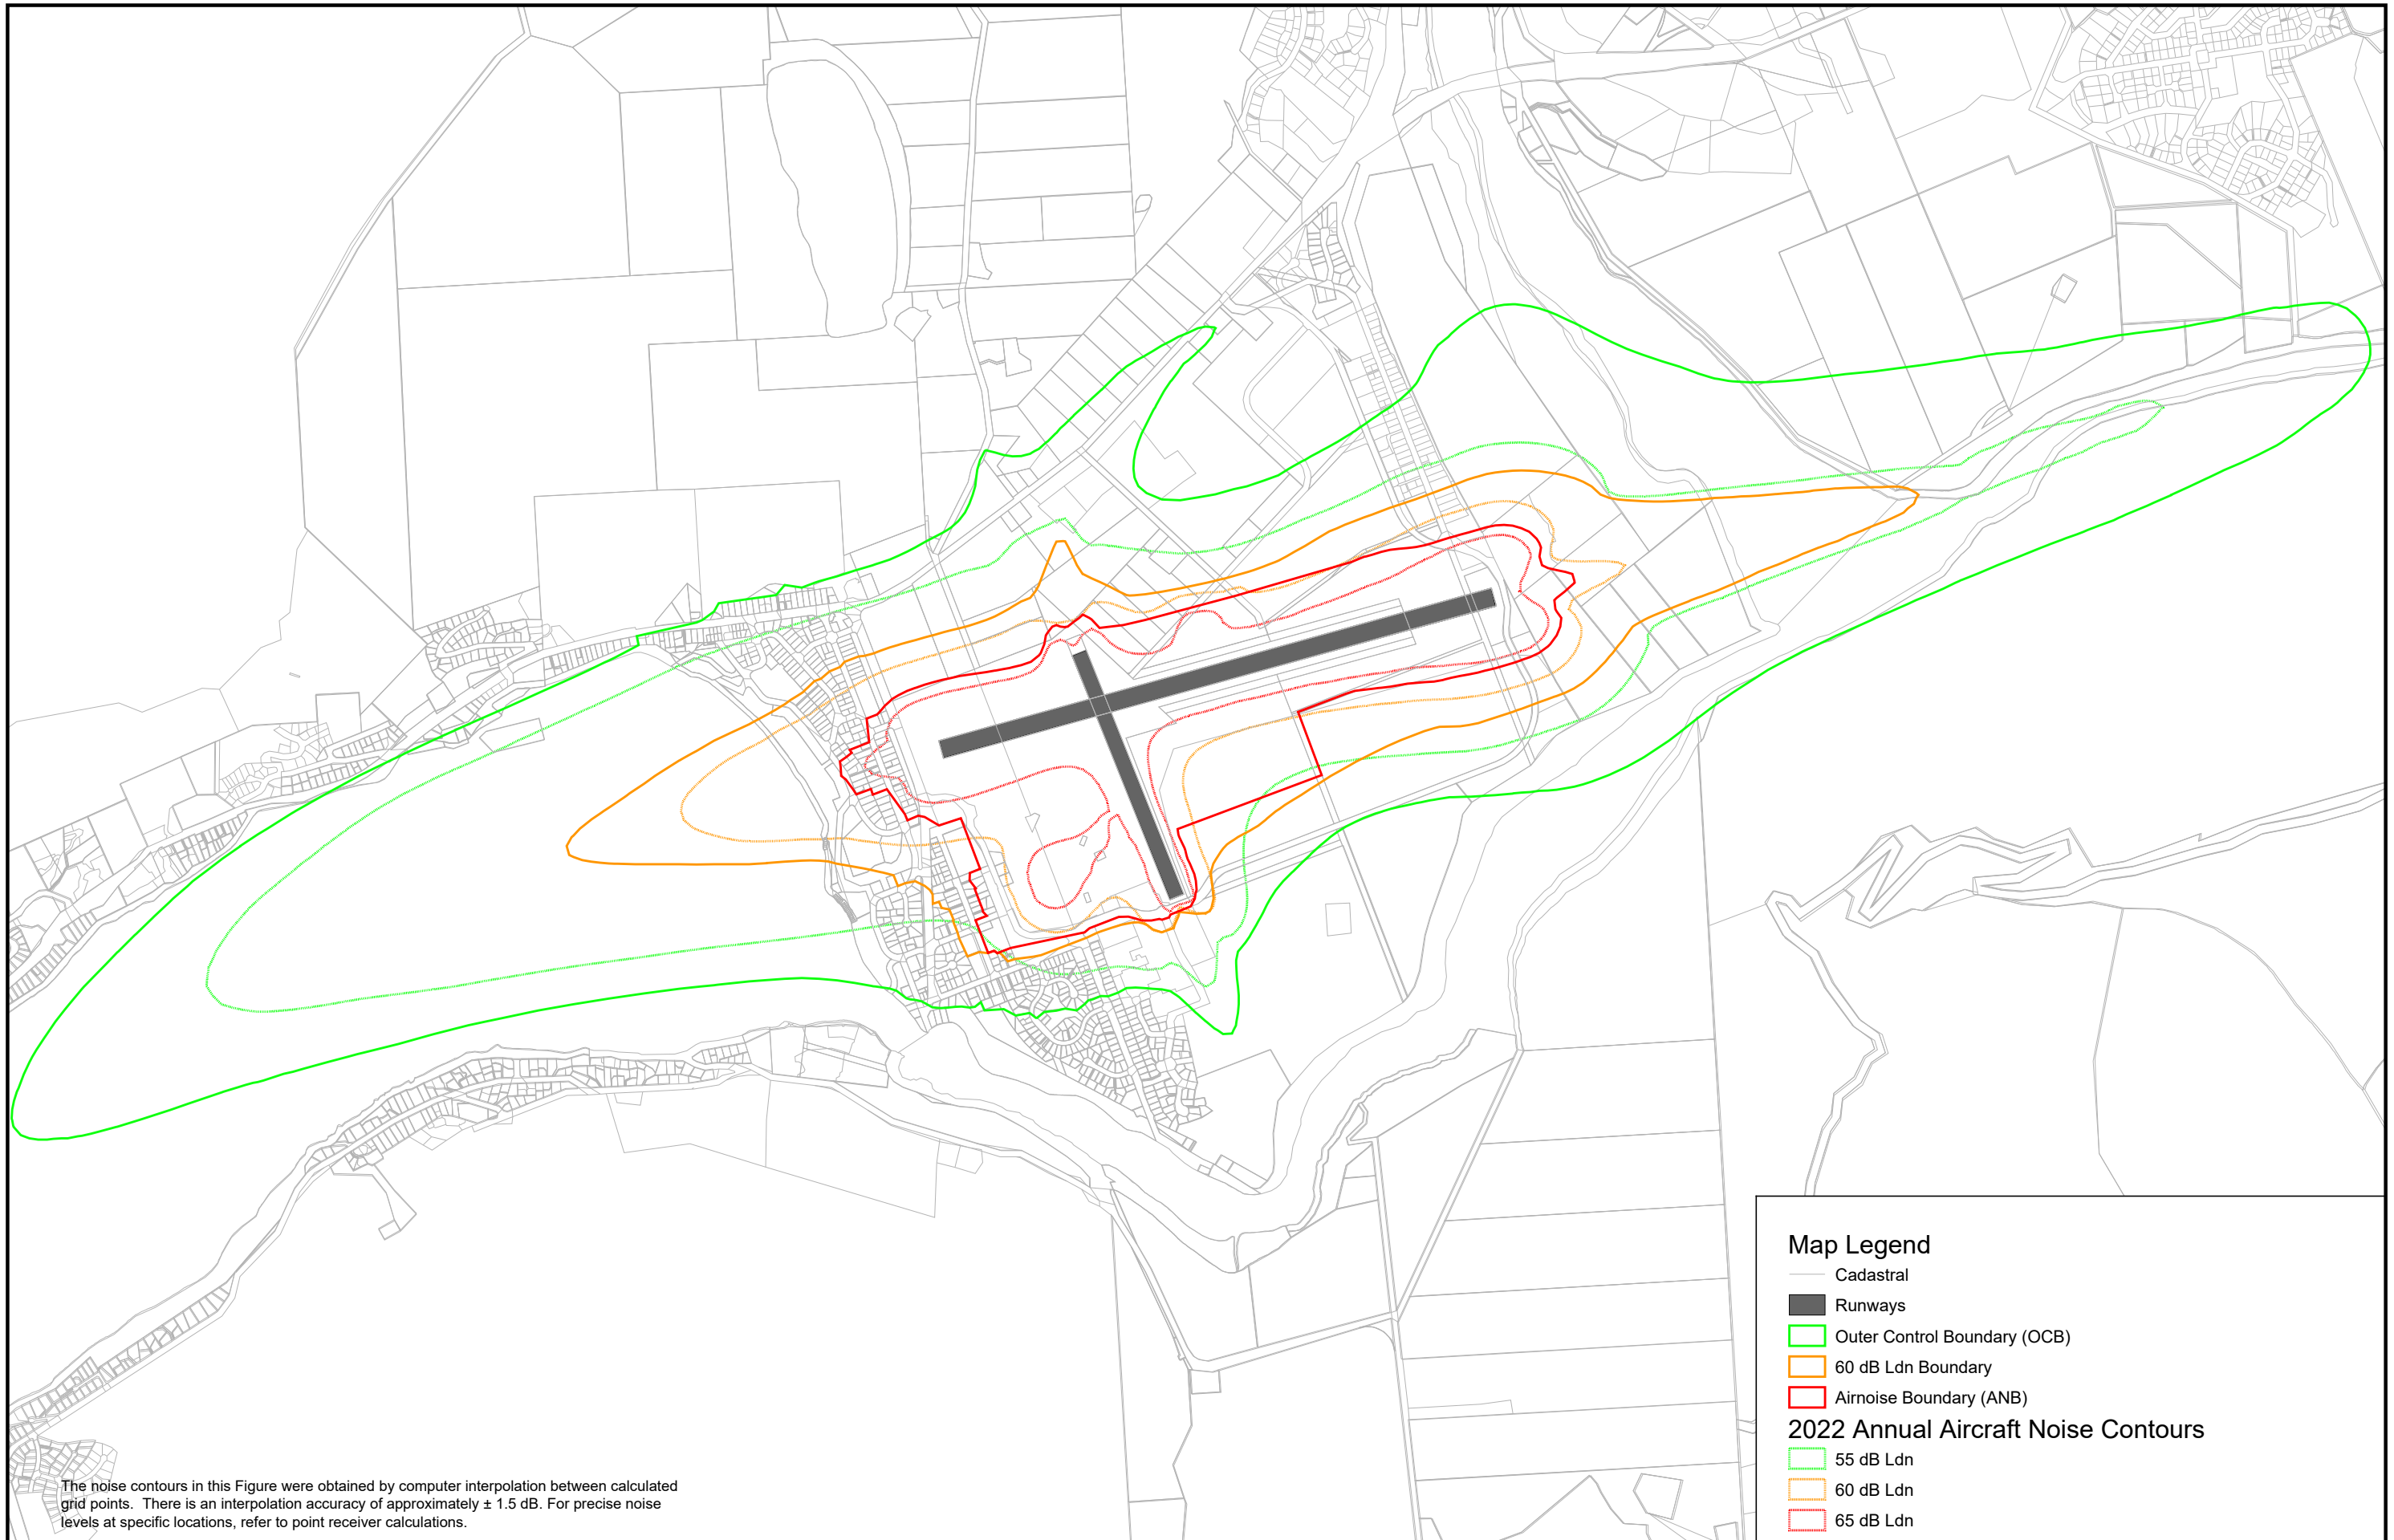 Map Legend
Cadastral
Runways
Outer Control Boundary (OCB)
60 dB Ldn Boundary
Airnoise Boundary (ANB)
2022 Annual Aircraft Noise Contours
55 dB Ldn
60 dB Ldn
65 dB Ldn
The noise contours in this Figure were obtained by computer interpolation between calculated
grid points. There is an interpolation accuracy of approximately ± 1.5 dB. For precise noise
levels at specific locations, refer to point receiver calculations.